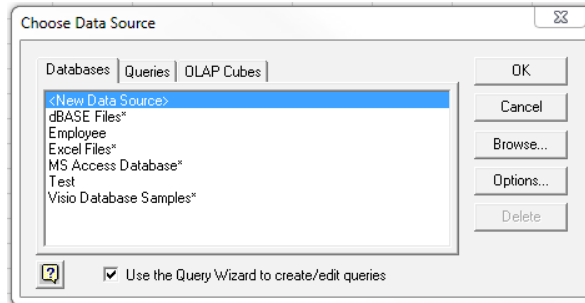 Choose Data Source
Databases Queries OLAP Cubes
<New Data Source>
dBASE Files*
Employee
Excel Files*
MS Access Database*
Test
Visio Database Samples*
OK
Cancel
Browse...
Options...
Delete
Use the Query Wizard to create/edit queries